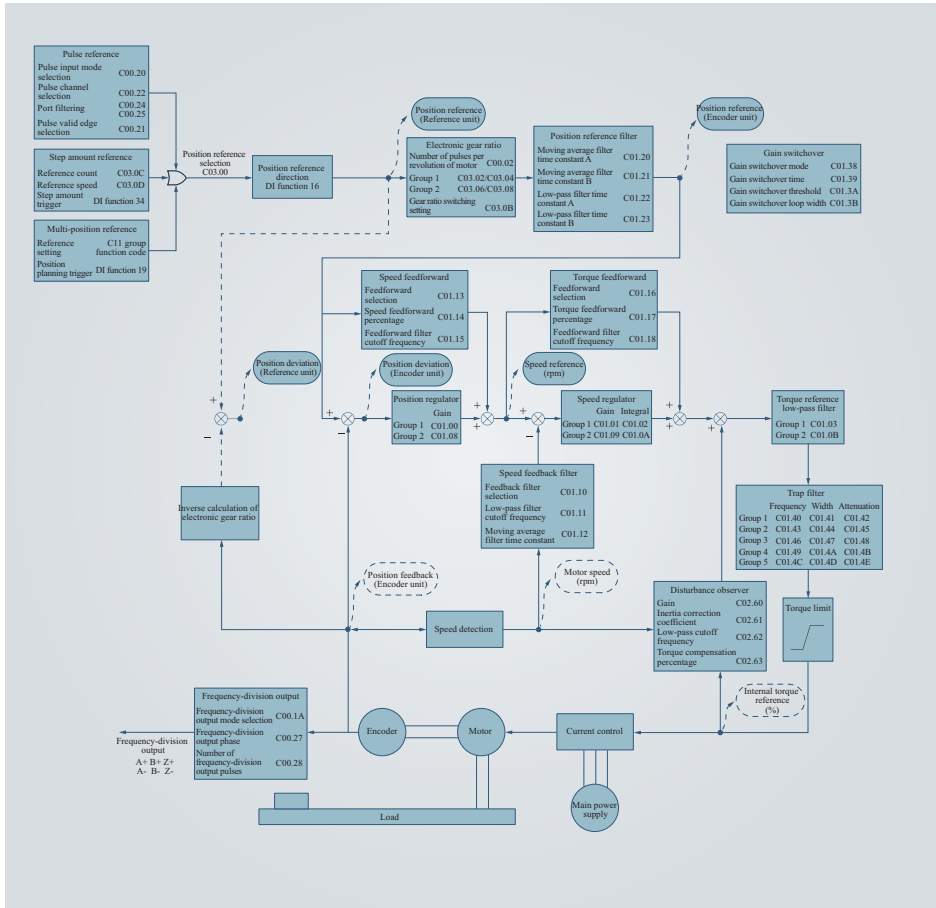 Pulse reference
Pulse input mode
selection C00.20
Pulse channel
selection C00.22
Port filtering C00.24
C00.25
Pulse valid edge
selection C00.21
Step amount reference
Reference count C03.0C
Reference speed C03.0D
Step amount
trigger DI function 34
Multi-position reference
Reference C11 group
setting function code
Position
planning trigger DI function 19
Position reference
selection
C03.00
Position reference
direction
DI function 16
Position reference
(Reference unit)
Electronic gear ratio
Number of pulses per
revolution of motor C00.02
Group 1 C03.02/C03.04
Group 2 C03.06/C03.08
Gear ratio switching
setting C03.0B
Position reference filter
Moving average filter
time constant A C01.20
Moving average filter
time constant B C01.21
Low-pass filter time
constant A C01.22
Low-pass filter time
constant B C01.23
Position reference
(Encoder unit)
Gain switchover
Gain switchover mode C01.38
Gain switchover time C01.39
Gain switchover threshold C01.3A
Gain switchover loop width C01.3B
Speed feedforward
Feedforward
selection C01.13
Speed feedforward
percentage C01.14
Feedforward filter
cutoff frequency C01.15
Torque feedforward
Feedforward
selection C01.16
Torque feedforward
percentage C01.17
Feedforward filter
cutoff frequency C01.18
Position deviation
(Reference unit)
Position deviation
(Encoder unit)
Speed reference
(rpm)
+
−
+
−
Position regulator
Gain
Group 1 C01.00
Group 2 C01.08
+
+
+
−
Speed regulator
Gain Integral
Group 1 C01.01 C01.02
Group 2 C01.09 C01.0A
+
+
+
Torque reference
low-pass filter
Group 1 C01.03
Group 2 C01.0B
Speed feedback filter
Feedback filter
selection C01.10
Low-pass filter
cutoff frequency C01.11
Moving average
filter time constant C01.12
Trap filter
Frequency Width Attenuation
Group 1 C01.40 C01.41 C01.42
Group 2 C01.43 C01.44 C01.45
Group 3 C01.46 C01.47 C01.48
Group 4 C01.49 C01.4A C01.4B
Group 5 C01.4C C01.4D C01.4E
Inverse calculation of
electronic gear ratio
Position feedback
(Encoder unit)
Motor speed
(rpm)
Speed detection
Disturbance observer
Gain C02.60
Inertia correction
coefficient C02.61
Low-pass cutoff
frequency C02.62
Torque compensation
percentage C02.63
Torque limit
Internal torque
reference
(%)
Frequency-division output
Frequency-division
output mode selection C00.1A
Frequency-division
output phase C00.27
Number of
frequency-division
output pulses C00.28
Frequency-division
output
A+ B+ Z+
A- B- Z-
Encoder
Motor
Current control
Main power
supply
Load